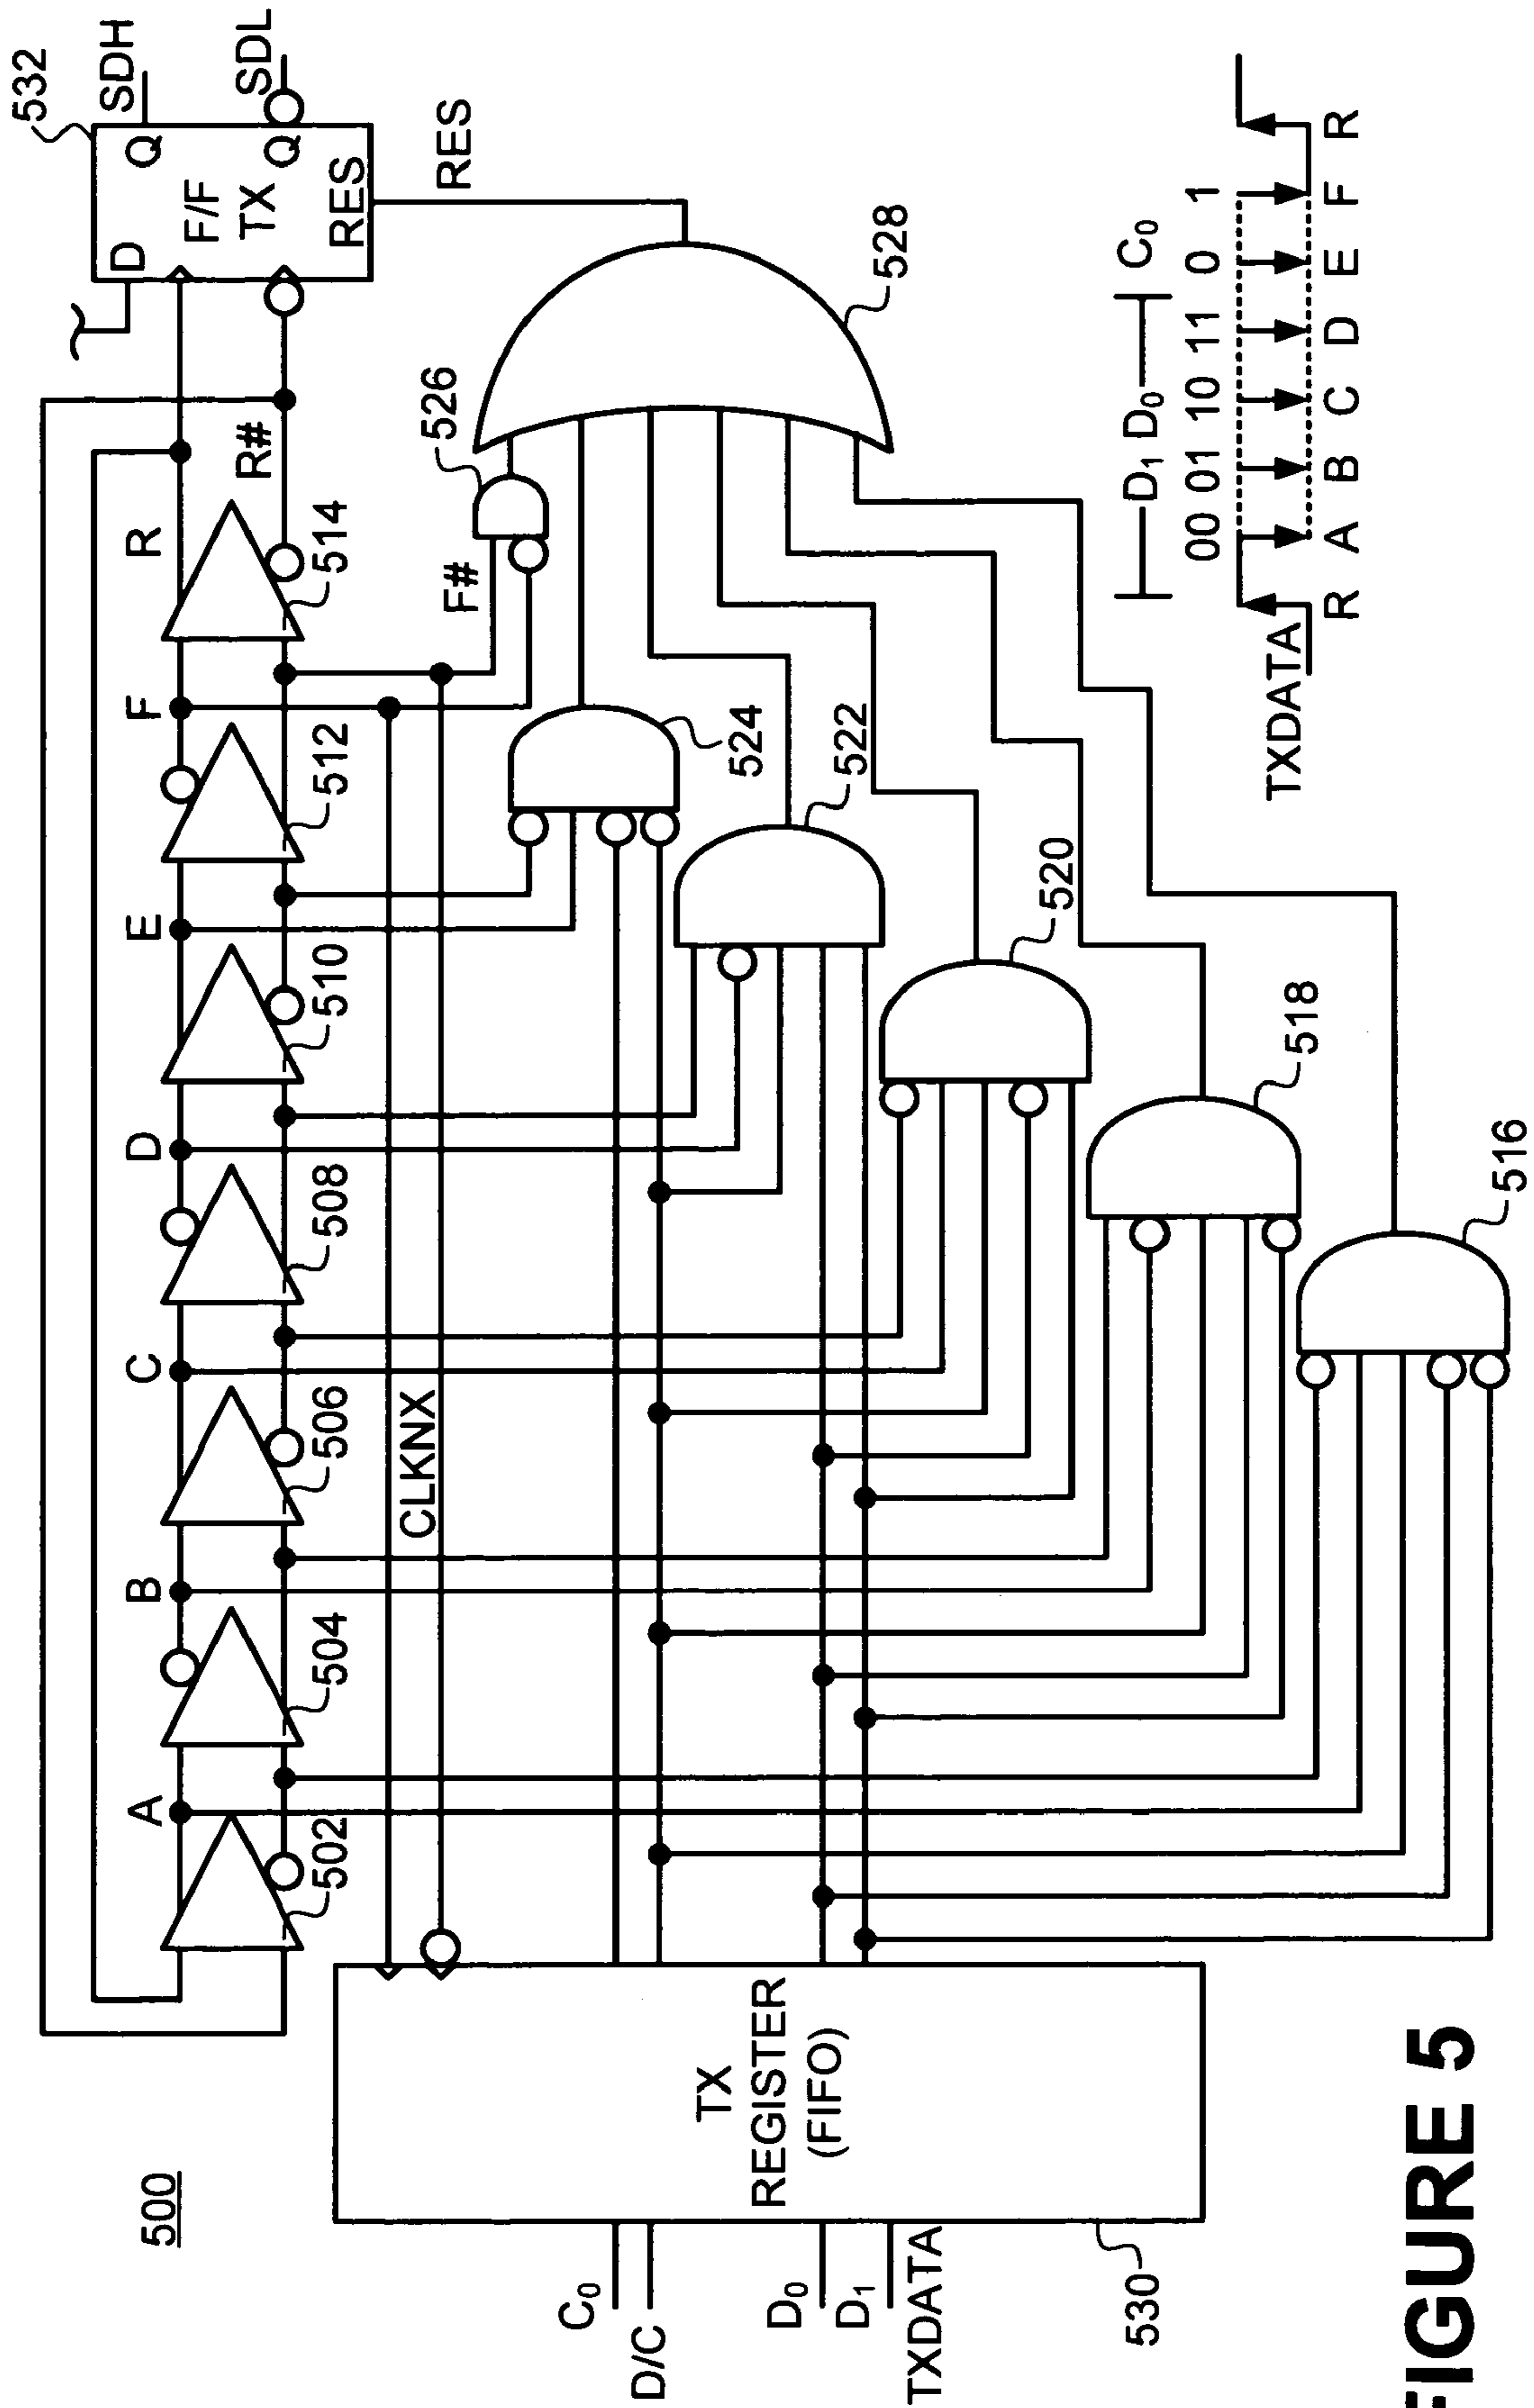 500
A
B
C
D
E
F
R
R#
F#
502
504
506
508
510
512
514
532
D
Q
F/F
TX
Q
RES
SDH
SDL
RES
CLKNX
TX
REGISTER
(FIFO)
530
C₀
D/C
D₀
D₁
TXDATA
516
518
520
522
524
526
528
D₁ D₀ C₀
00 01 10 11 0 1
TXDATA
R A B C D E F R
FIGURE 5